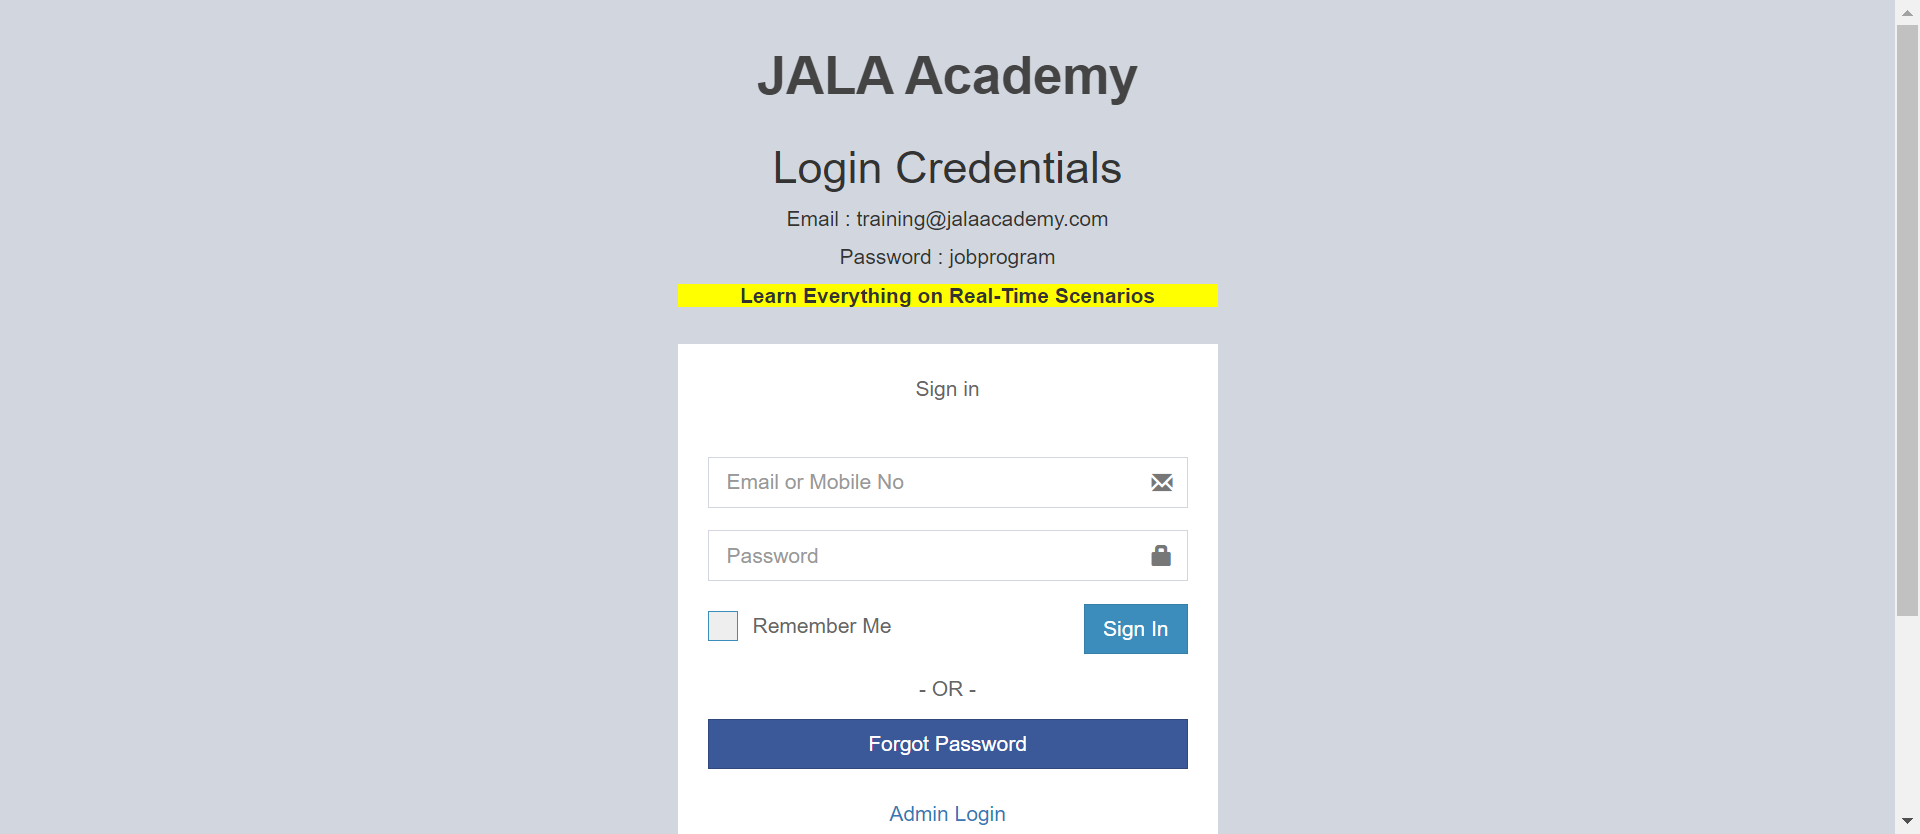 JALA Academy
Login Credentials
Email : training@jalaacademy.com
Password : jobprogram
Learn Everything on Real-Time Scenarios
Sign in
Email or Mobile No
Password
Remember Me
Sign In
- OR -
Forgot Password
Admin Login